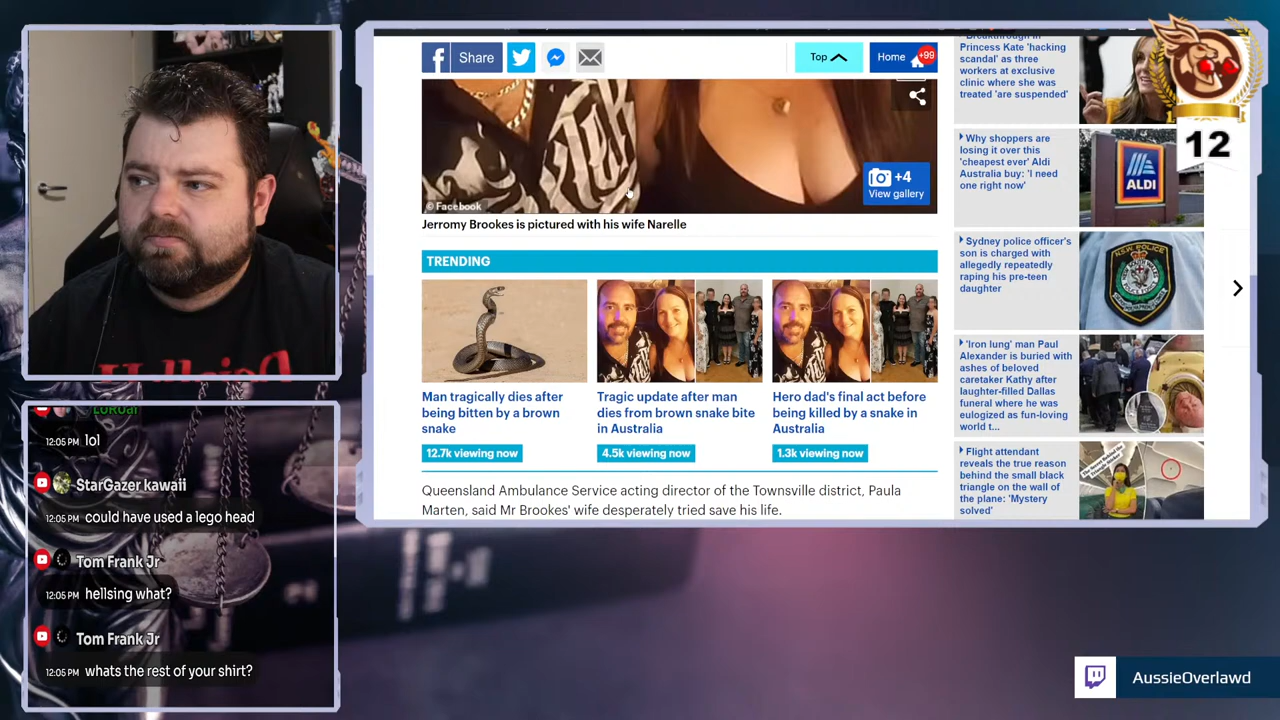 Share
Top
Home
+99
+4
View gallery
© Facebook
Jerromy Brookes is pictured with his wife Narelle
TRENDING
Man tragically dies after
being bitten by a brown
snake
12.7k viewing now
Tragic update after man
dies from brown snake bite
in Australia
4.5k viewing now
Hero dad's final act before
being killed by a snake in
Australia
1.3k viewing now
Queensland Ambulance Service acting director of the Townsville district, Paula
Marten, said Mr Brookes' wife desperately tried save his life.
Breakthrough in
Princess Kate 'hacking
scandal' as three
workers at exclusive
clinic where she was
treated 'are suspended'
Why shoppers are
losing it over this
'cheapest ever' Aldi
Australia buy: 'I need
one right now'
ALDI
Sydney police officer's
son is charged with
allegedly repeatedly
raping his pre-teen
daughter
NSW POLICE
'Iron lung' man Paul
Alexander is buried with
ashes of beloved
caretaker Kathy after
laughter-filled Dallas
funeral where he was
eulogized as fun-loving
world t...
Flight attendant
reveals the true reason
behind the small black
triangle on the wall of
the plane: 'Mystery
solved'
12
LuRoar
12:05 PM lol
StarGazer kawaii
12:05 PM could have used a lego head
Tom Frank Jr
12:05 PM hellsing what?
Tom Frank Jr
12:05 PM whats the rest of your shirt?
AussieOverlawd